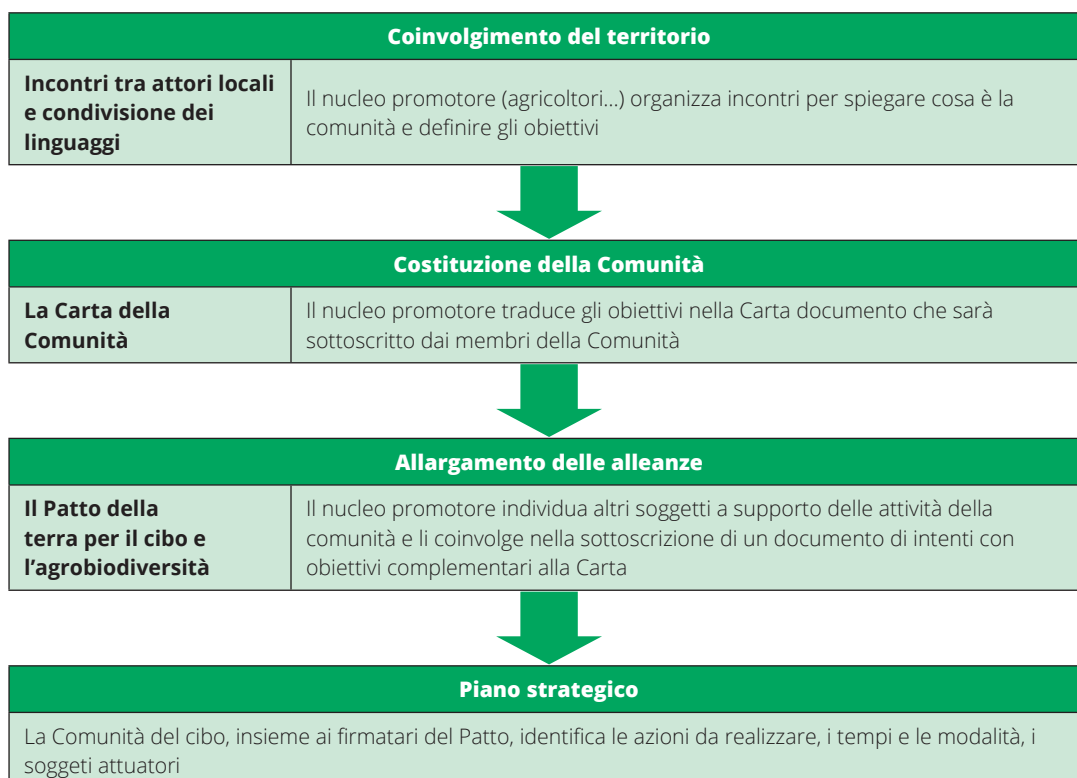 Coinvolgimento del territorio
Incontri tra attori locali
e condivisione dei
linguaggi
Il nucleo promotore (agricoltori...) organizza incontri per spiegare cosa è la
comunità e definire gli obiettivi
Costituzione della Comunità
La Carta della
Comunità
Il nucleo promotore traduce gli obiettivi nella Carta documento che sarà
sottoscritto dai membri della Comunità
Allargamento delle alleanze
Il Patto della
terra per il cibo e
l'agrobiodiversità
Il nucleo promotore individua altri soggetti a supporto delle attività della
comunità e li coinvolge nella sottoscrizione di un documento di intenti con
obiettivi complementari alla Carta
Piano strategico
La Comunità del cibo, insieme ai firmatari del Patto, identifica le azioni da realizzare, i tempi e le modalità, i
soggeti attuatori